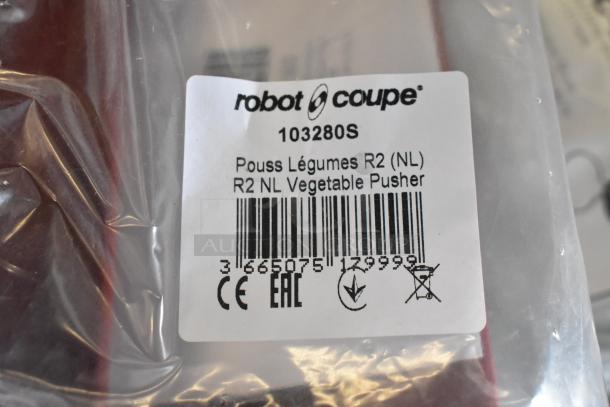 robot coupe®
103280S
Pouss Légumes R2 (NL)
R2 NL Vegetable Pusher
3 665075 179999
CE EAC